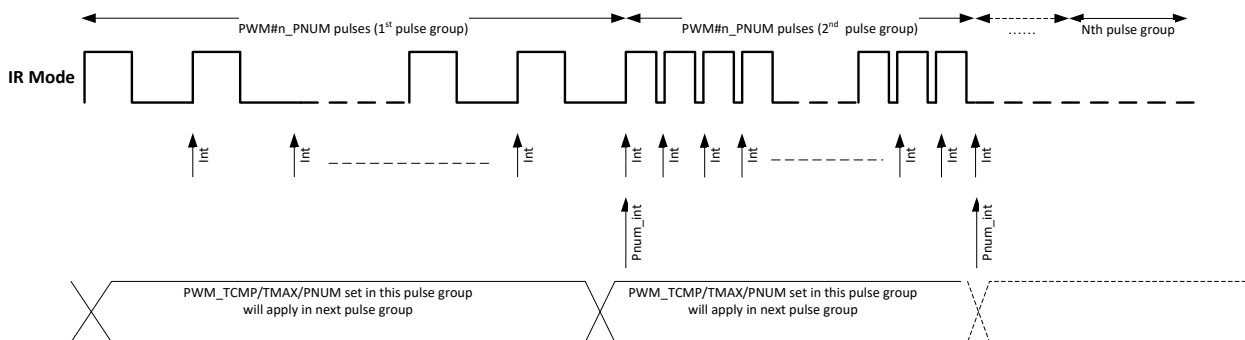 PWM#n_PNUM pulses (1st pulse group)
PWM#n_PNUM pulses (2nd pulse group)
......
Nth pulse group
IR Mode
Int
Int
Int
Int
Int
Int
Int
Int
Int
Int
Pnum_int
Pnum_int
PWM_TCMP/TMAX/PNUM set in this pulse group
will apply in next pulse group
PWM_TCMP/TMAX/PNUM set in this pulse group
will apply in next pulse group